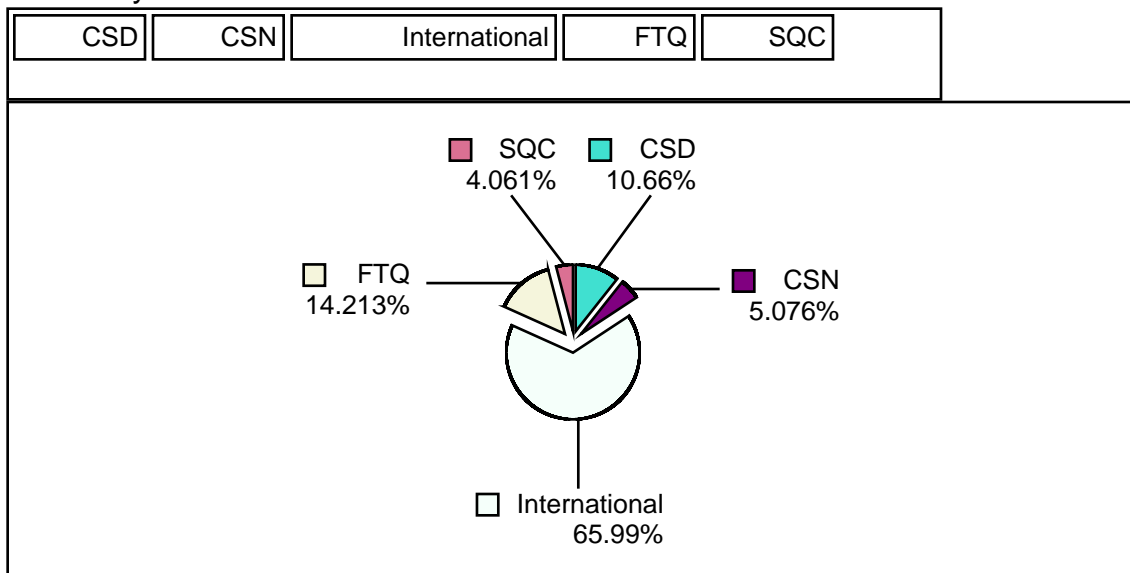 CSD CSN International FTQ SQC
SQC
4.061%
CSD
10.66%
FTQ
14.213%
CSN
5.076%
International
65.99%